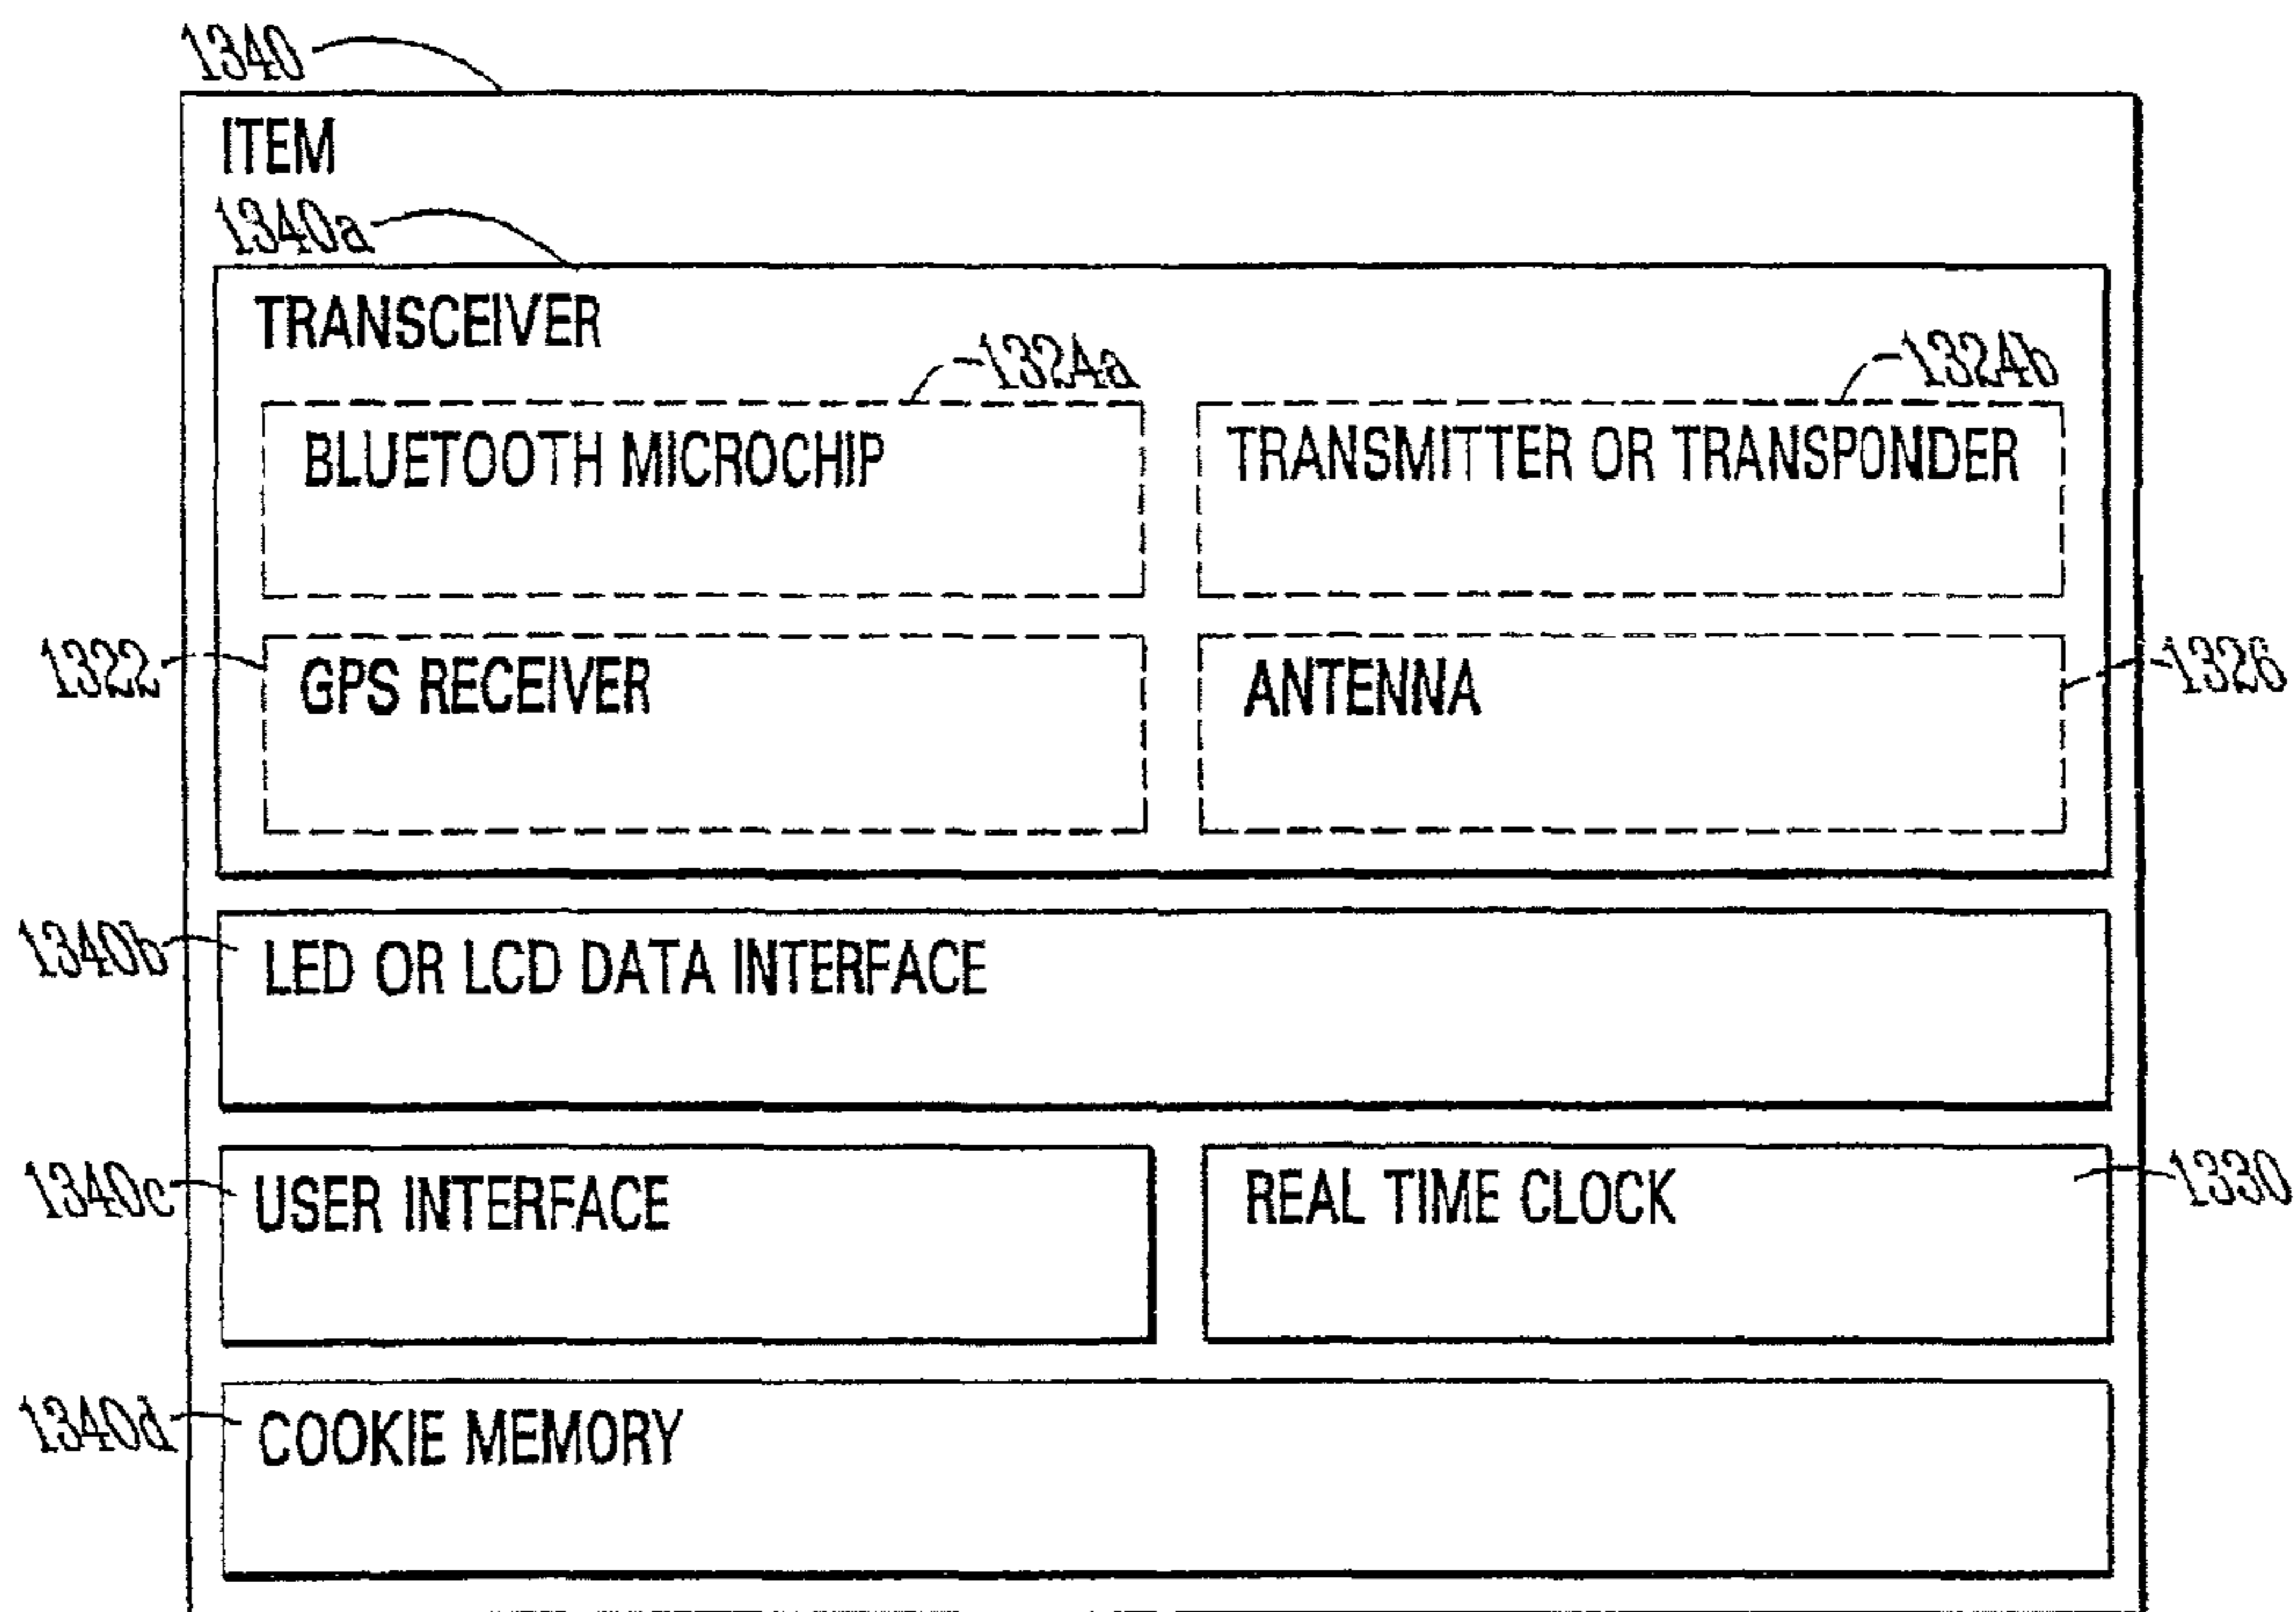 1340
ITEM
1340a
TRANSCEIVER
1324a
1324b
BLUETOOTH MICROCHIP
TRANSMITTER OR TRANSPONDER
1322
GPS RECEIVER
ANTENNA
1326
1340b
LED OR LCD DATA INTERFACE
1340c
USER INTERFACE
REAL TIME CLOCK
1330
1340d
COOKIE MEMORY